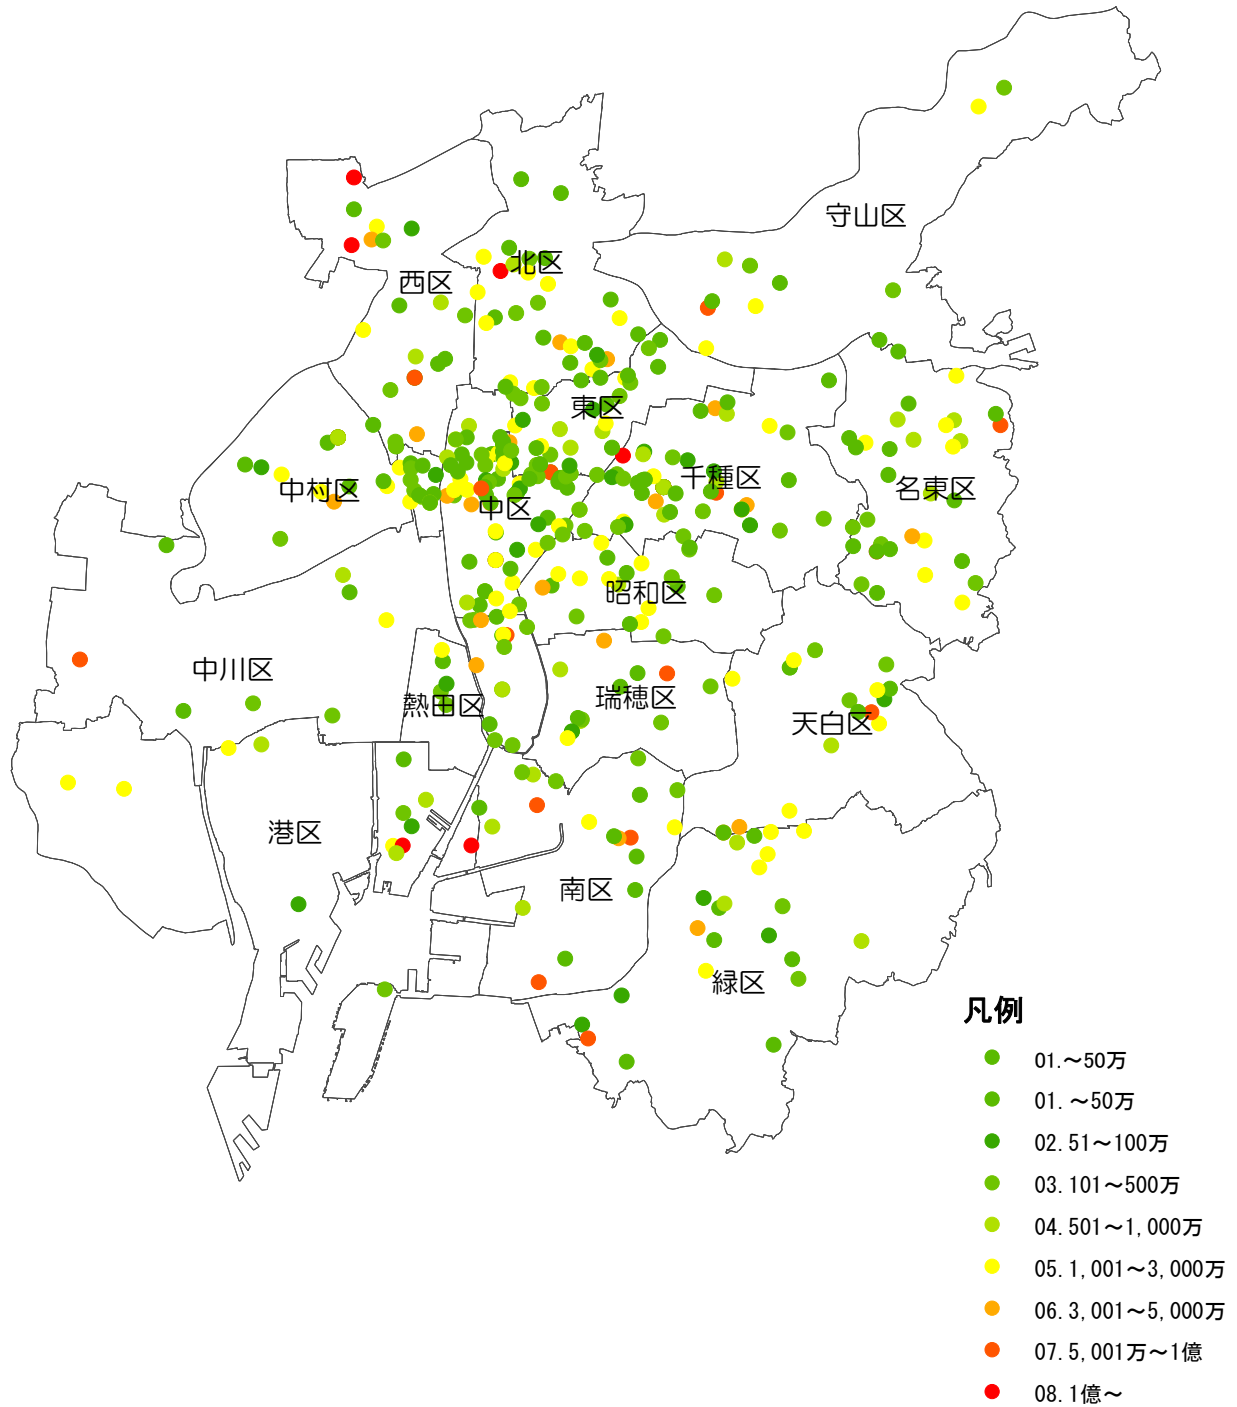 守山区
北区
西区
東区
千種区
中村区
名東区
中区
昭和区
中川区
瑞穂区
熱田区
天白区
港区
南区
緑区
凡例
01.～50万
01.～50万
02.51～100万
03.101～500万
04.501～1,000万
05.1,001～3,000万
06.3,001～5,000万
07.5,001万～1億
08.1億～